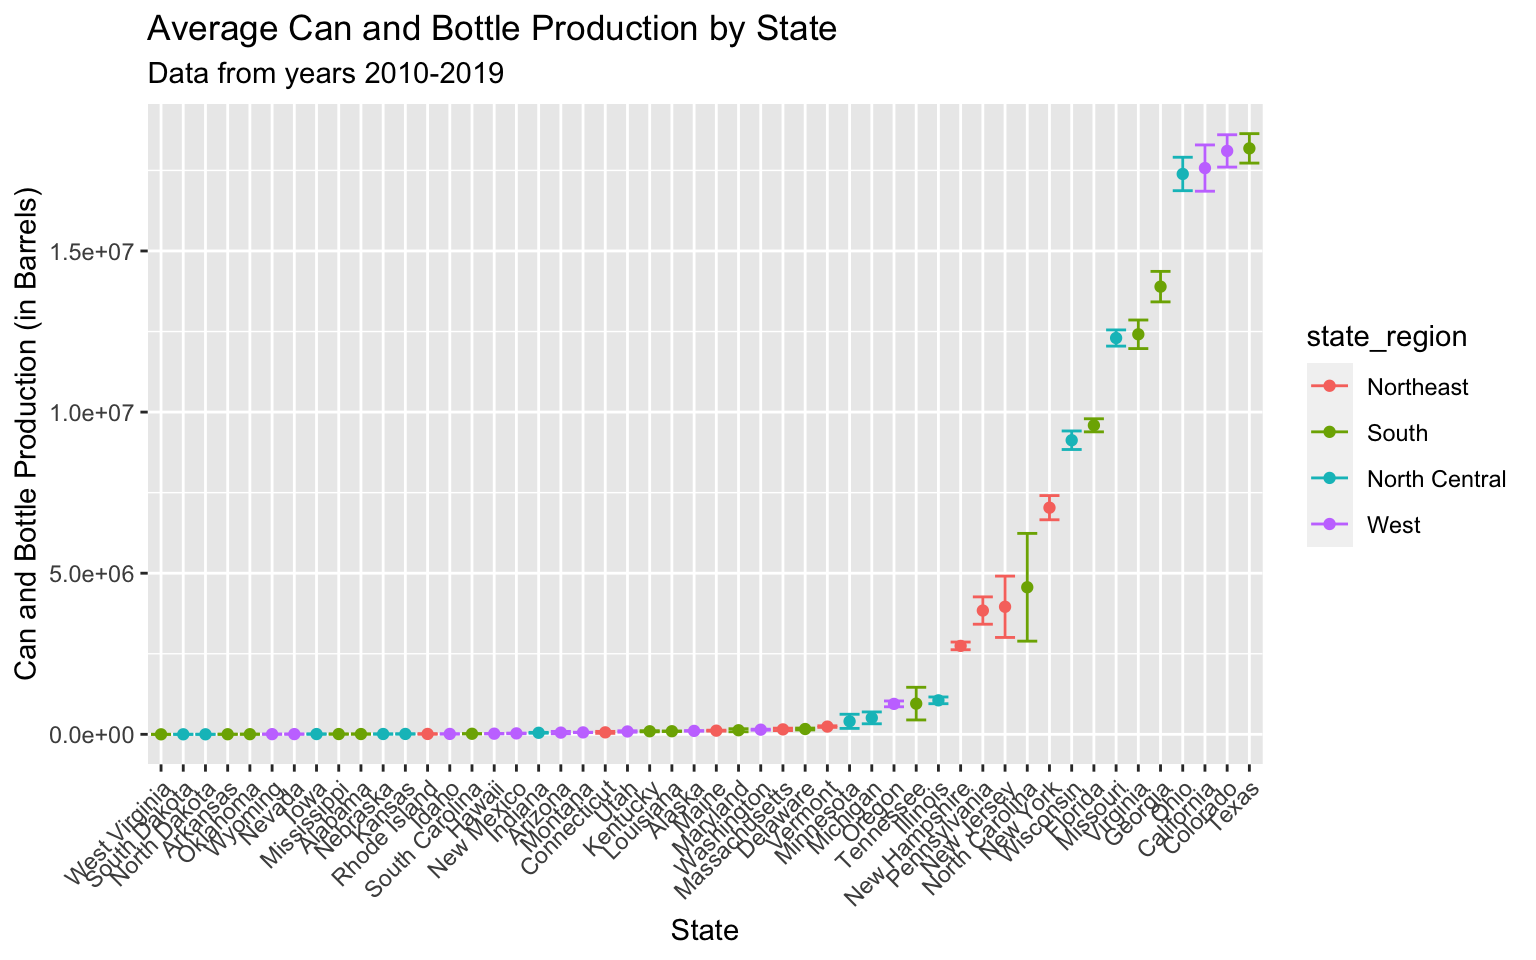 Average Can and Bottle Production by State
Data from years 2010-2019
Can and Bottle Production (in Barrels)
1.5e+07
1.0e+07
5.0e+06
0.0e+00
West Virginia
South Dakota
North Dakota
Arkansas
Oklahoma
Wyoming
Nevada
Iowa
Mississippi
Alabama
Nebraska
Kansas
Rhode Island
Idaho
South Carolina
Hawaii
New Mexico
Indiana
Arizona
Montana
Connecticut
Utah
Kentucky
Louisiana
Alaska
Maine
Maryland
Washington
Massachusetts
Delaware
Vermont
Minnesota
Michigan
Oregon
Tennessee
Illinois
New Hampshire
Pennsylvania
New Jersey
North Carolina
New York
Wisconsin
Florida
Missouri
Virginia
Georgia
Ohio
California
Colorado
Texas
State
state_region
Northeast
South
North Central
West